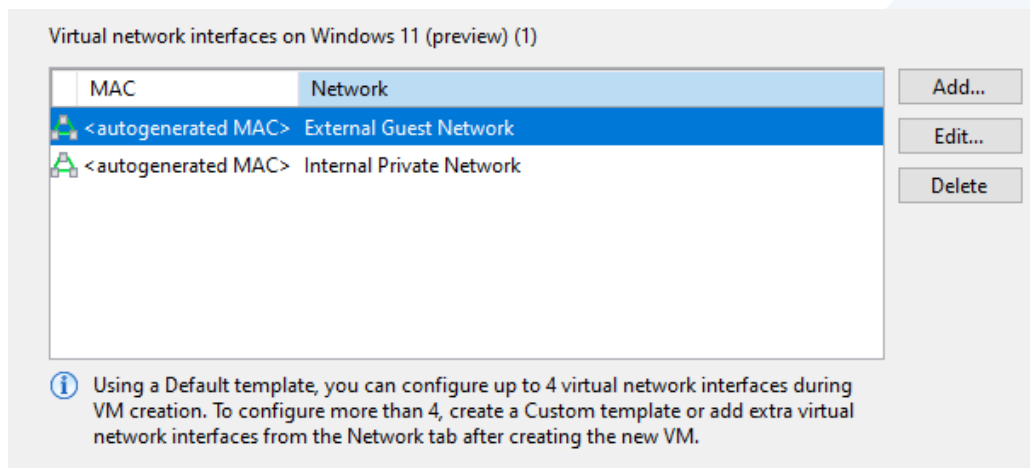 Virtual network interfaces on Windows 11 (preview) (1)
MAC Network Add...
<autogenerated MAC> External Guest Network Edit...
<autogenerated MAC> Internal Private Network
Delete
Using a Default template, you can configure up to 4 virtual network interfaces during
VM creation. To configure more than 4, create a Custom template or add extra virtual
network interfaces from the Network tab after creating the new VM.